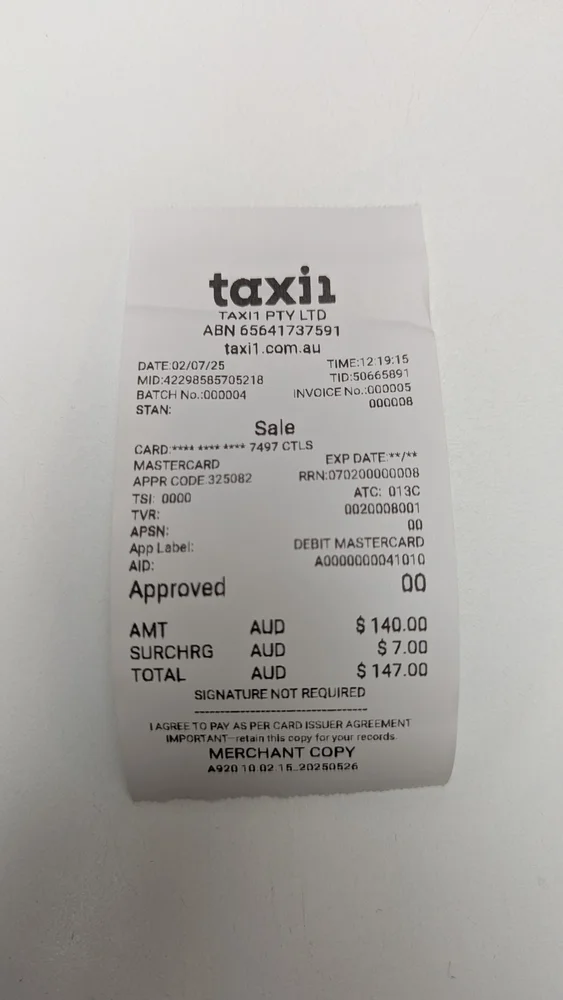 taxi1
TAXI1 PTY LTD
ABN 65641737591
taxi1.com.au
DATE:02/07/25 TIME:12:19:15
MID:42298585705218 TID:50665891
BATCH No.:000004 INVOICE No.:000005
STAN: 000008
Sale
CARD:**** **** **** 7497 CTLS
MASTERCARD EXP DATE:**/**
APPR CODE 325082 RRN:070200000008
TSI: 0000 ATC: 013C
TVR: 0020008001
APSN: 00
App Label: DEBIT MASTERCARD
AID: A0000000041010
Approved 00
AMT AUD $ 140.00
SURCHRG AUD $ 7.00
TOTAL AUD $ 147.00
SIGNATURE NOT REQUIRED
I AGREE TO PAY AS PER CARD ISSUER AGREEMENT
IMPORTANT--retain this copy for your records.
MERCHANT COPY
A920 10.02.15_20250526